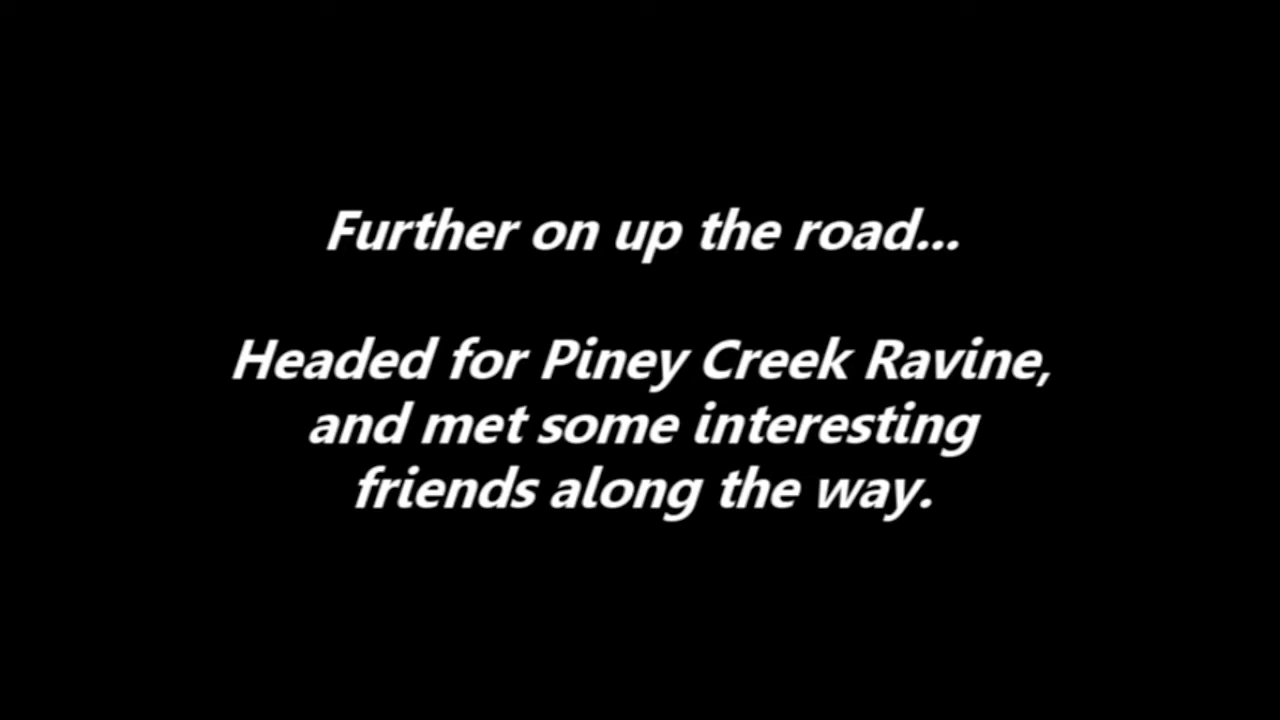 Further on up the road...
Headed for Piney Creek Ravine,
and met some interesting
friends along the way.